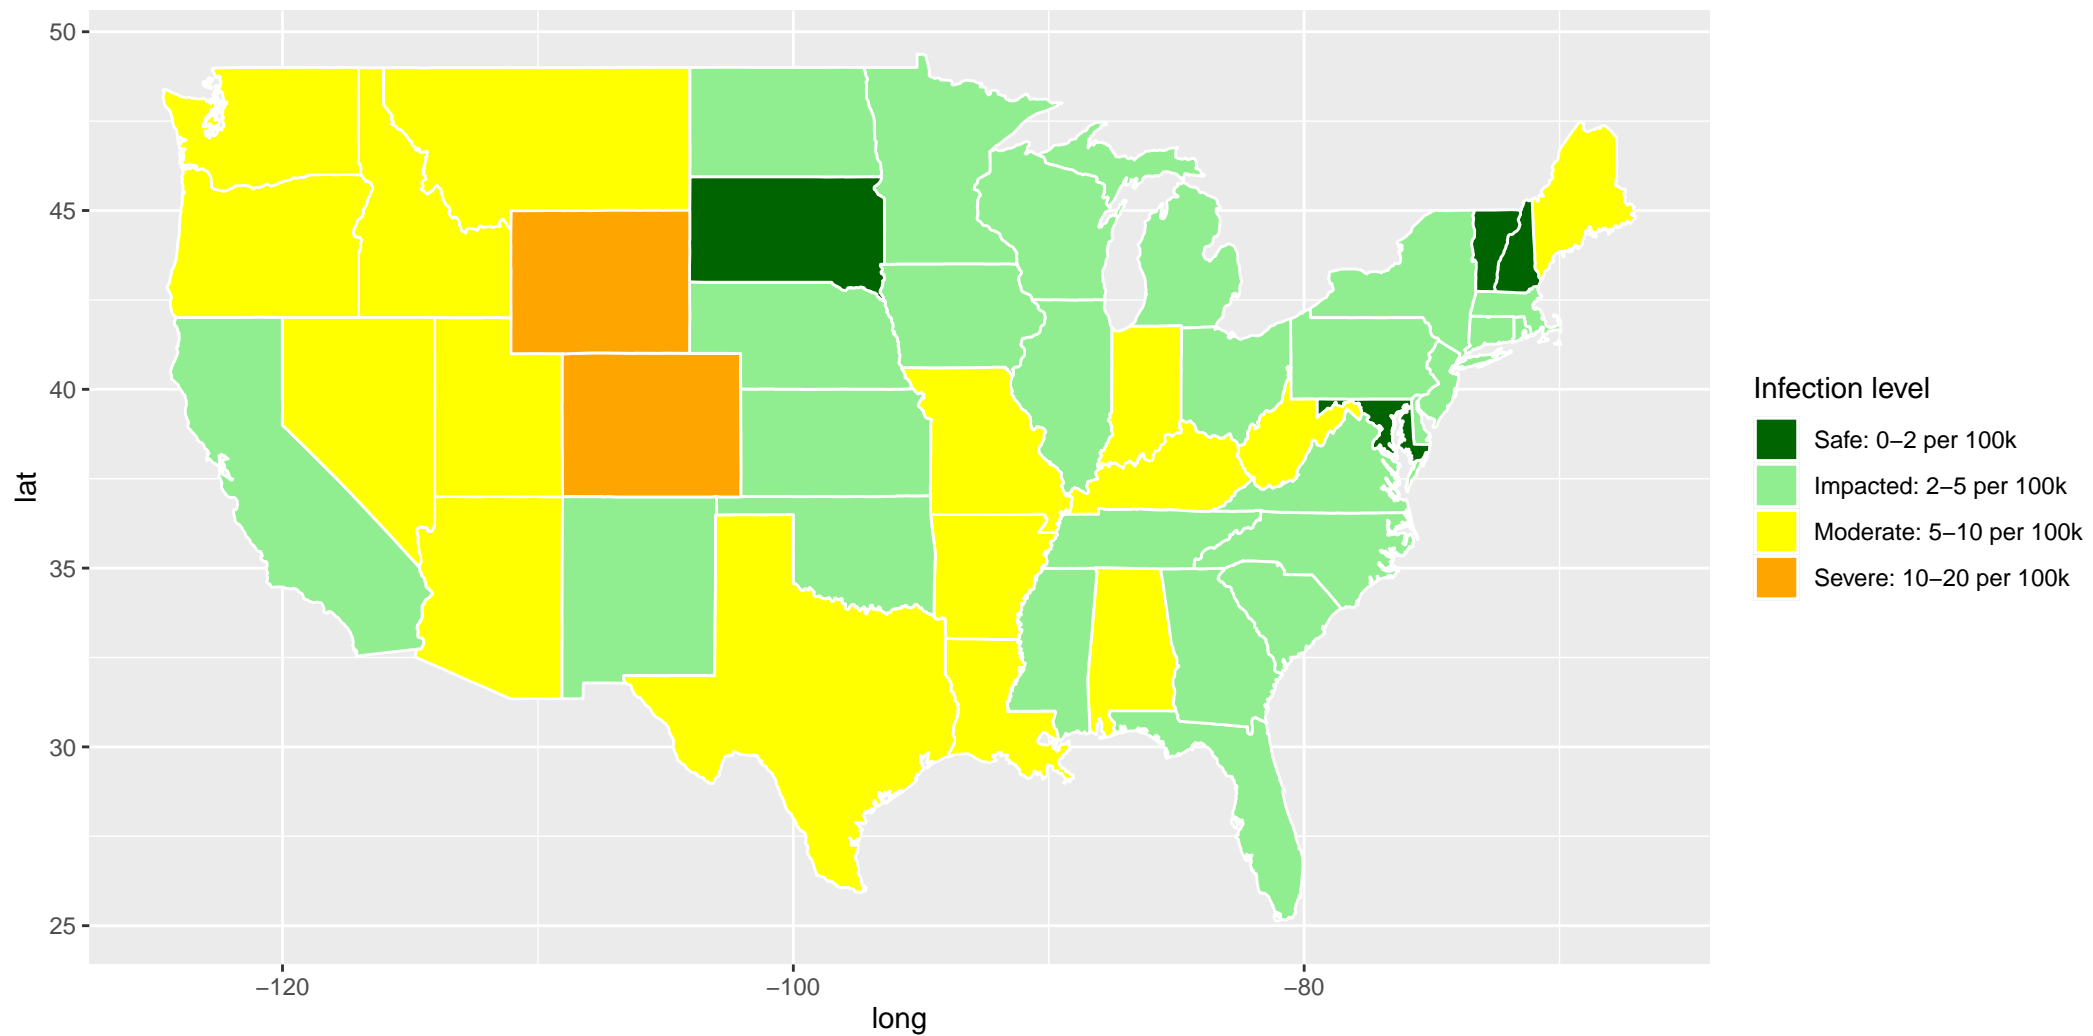 50
45
40
35
30
25
lat
−120
−100
−80
long
Infection level
Safe: 0−2 per 100k
Impacted: 2−5 per 100k
Moderate: 5−10 per 100k
Severe: 10−20 per 100k